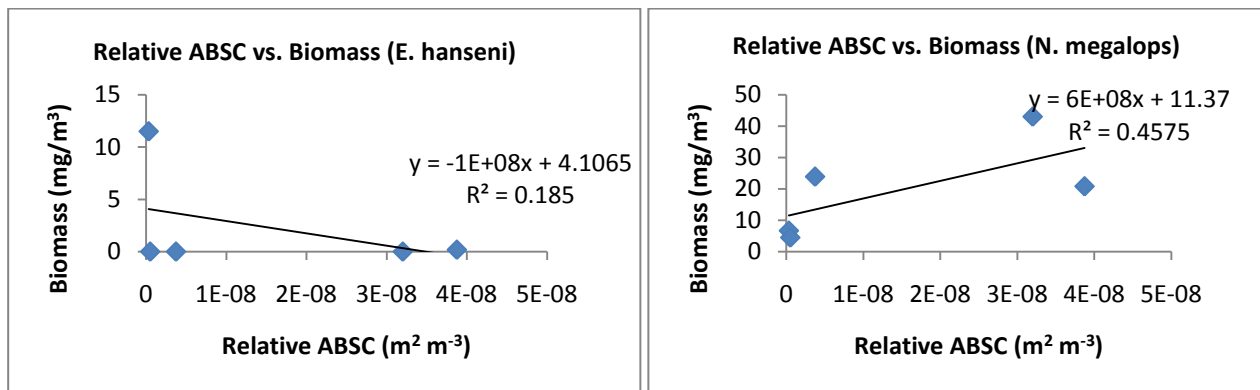 Relative ABSC vs. Biomass (E. hanseni)
Biomass (mg/m³)
15
10
5
0
y = -1E+08x + 4.1065
R² = 0.185
0 1E-08 2E-08 3E-08 4E-08 5E-08
Relative ABSC (m² m⁻³)
Relative ABSC vs. Biomass (N. megalops)
Biomass (mg/m³)
50
40
30
20
10
0
y = 6E+08x + 11.37
R² = 0.4575
0 1E-08 2E-08 3E-08 4E-08 5E-08
Relative ABSC (m² m⁻³)